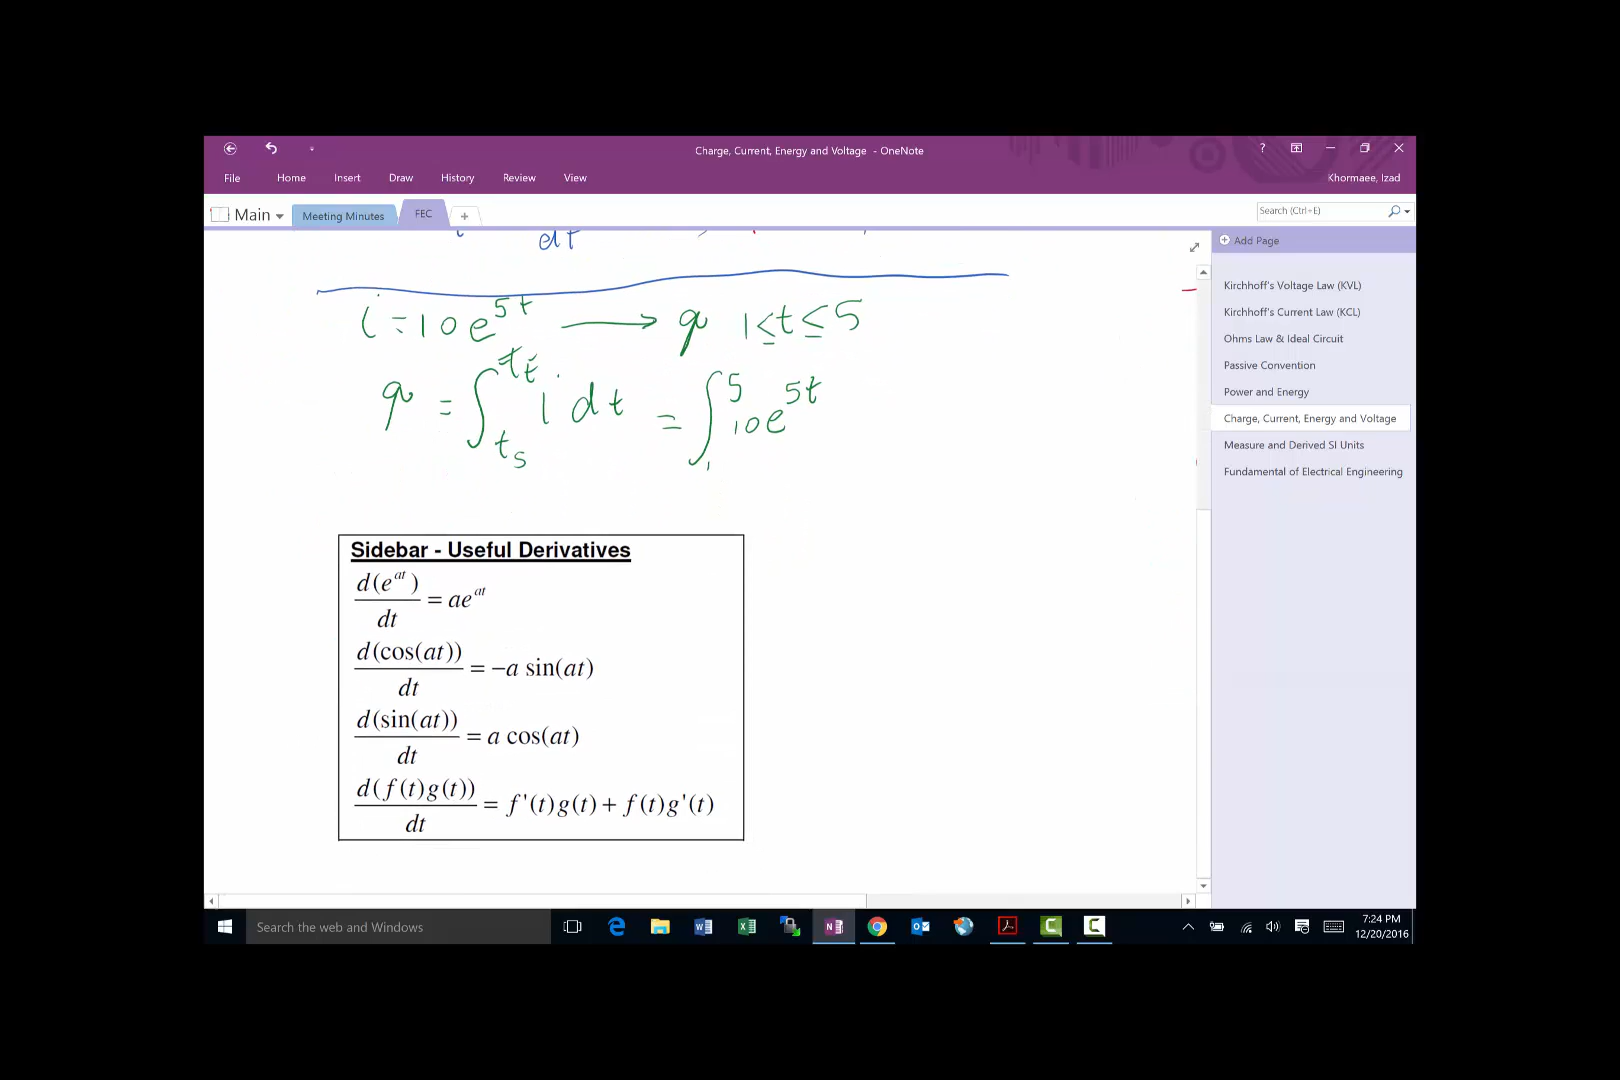 Charge, Current, Energy and Voltage - OneNote
?
File Home Insert Draw History Review View
Khormaee, Izad
Main Meeting Minutes FEC +
Search (Ctrl+E)
dt
i = 10e^{5t} → q 1 ≤ t ≤ 5
q = ∫_{ts}^{tt} i dt = ∫_{1}^{5} 10e^{5t}
Sidebar - Useful Derivatives
d(e^{at})/dt = ae^{at}
d(cos(at))/dt = −a sin(at)
d(sin(at))/dt = a cos(at)
d(f(t)g(t))/dt = f'(t)g(t) + f(t)g'(t)
Add Page
Kirchhoff's Voltage Law (KVL)
Kirchhoff's Current Law (KCL)
Ohms Law & Ideal Circuit
Passive Convention
Power and Energy
Charge, Current, Energy and Voltage
Measure and Derived SI Units
Fundamental of Electrical Engineering
Search the web and Windows
7:24 PM
12/20/2016